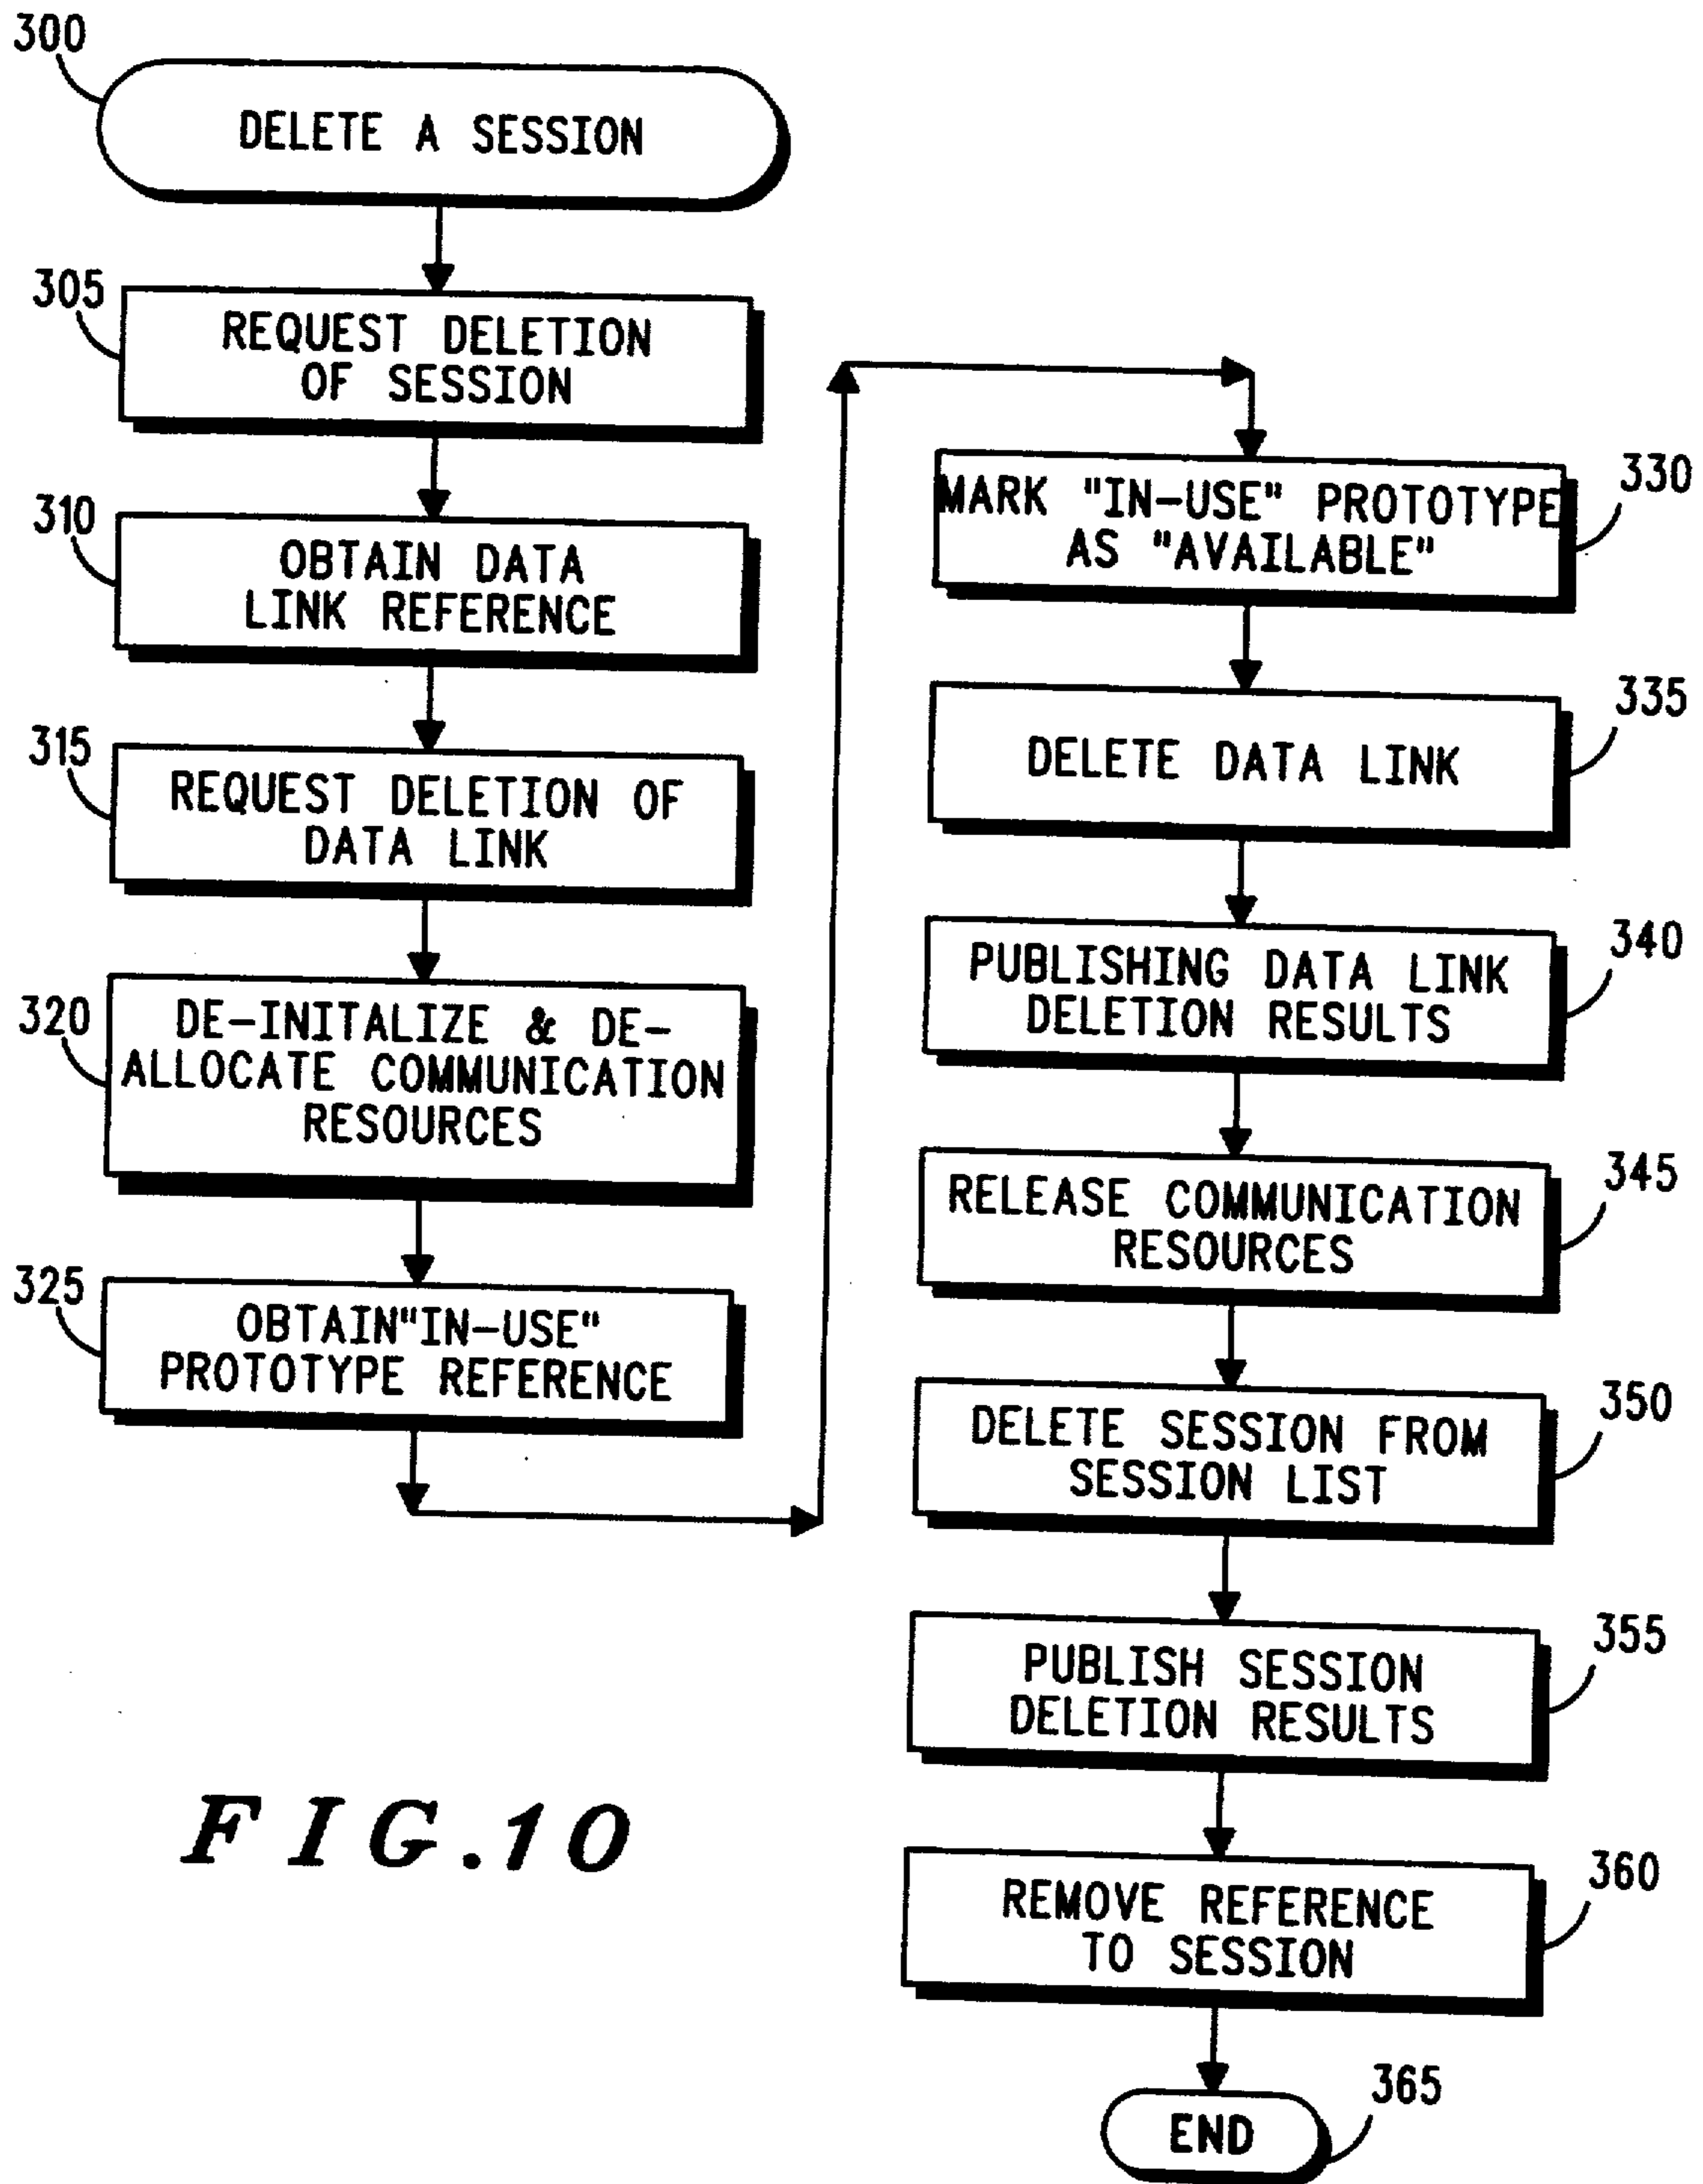 300
DELETE A SESSION
305
REQUEST DELETION
OF SESSION
310
OBTAIN DATA
LINK REFERENCE
315
REQUEST DELETION OF
DATA LINK
320
DE-INITALIZE & DE-
ALLOCATE COMMUNICATION
RESOURCES
325
OBTAIN"IN-USE"
PROTOTYPE REFERENCE
330
MARK "IN-USE" PROTOTYPE
AS "AVAILABLE"
335
DELETE DATA LINK
340
PUBLISHING DATA LINK
DELETION RESULTS
345
RELEASE COMMUNICATION
RESOURCES
350
DELETE SESSION FROM
SESSION LIST
355
PUBLISH SESSION
DELETION RESULTS
360
REMOVE REFERENCE
TO SESSION
365
END
FIG.10